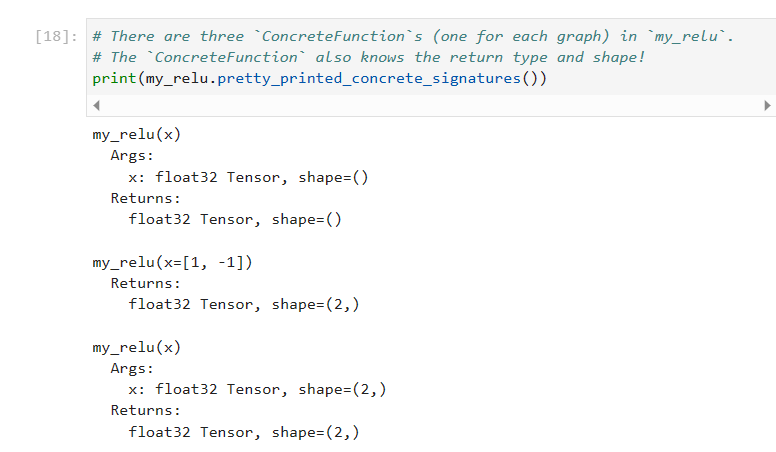 [18]: # There are three `ConcreteFunction`s (one for each graph) in `my_relu`.
# The `ConcreteFunction` also knows the return type and shape!
print(my_relu.pretty_printed_concrete_signatures())
my_relu(x)
  Args:
    x: float32 Tensor, shape=()
  Returns:
    float32 Tensor, shape=()

my_relu(x=[1, -1])
  Returns:
    float32 Tensor, shape=(2,)

my_relu(x)
  Args:
    x: float32 Tensor, shape=(2,)
  Returns:
    float32 Tensor, shape=(2,)